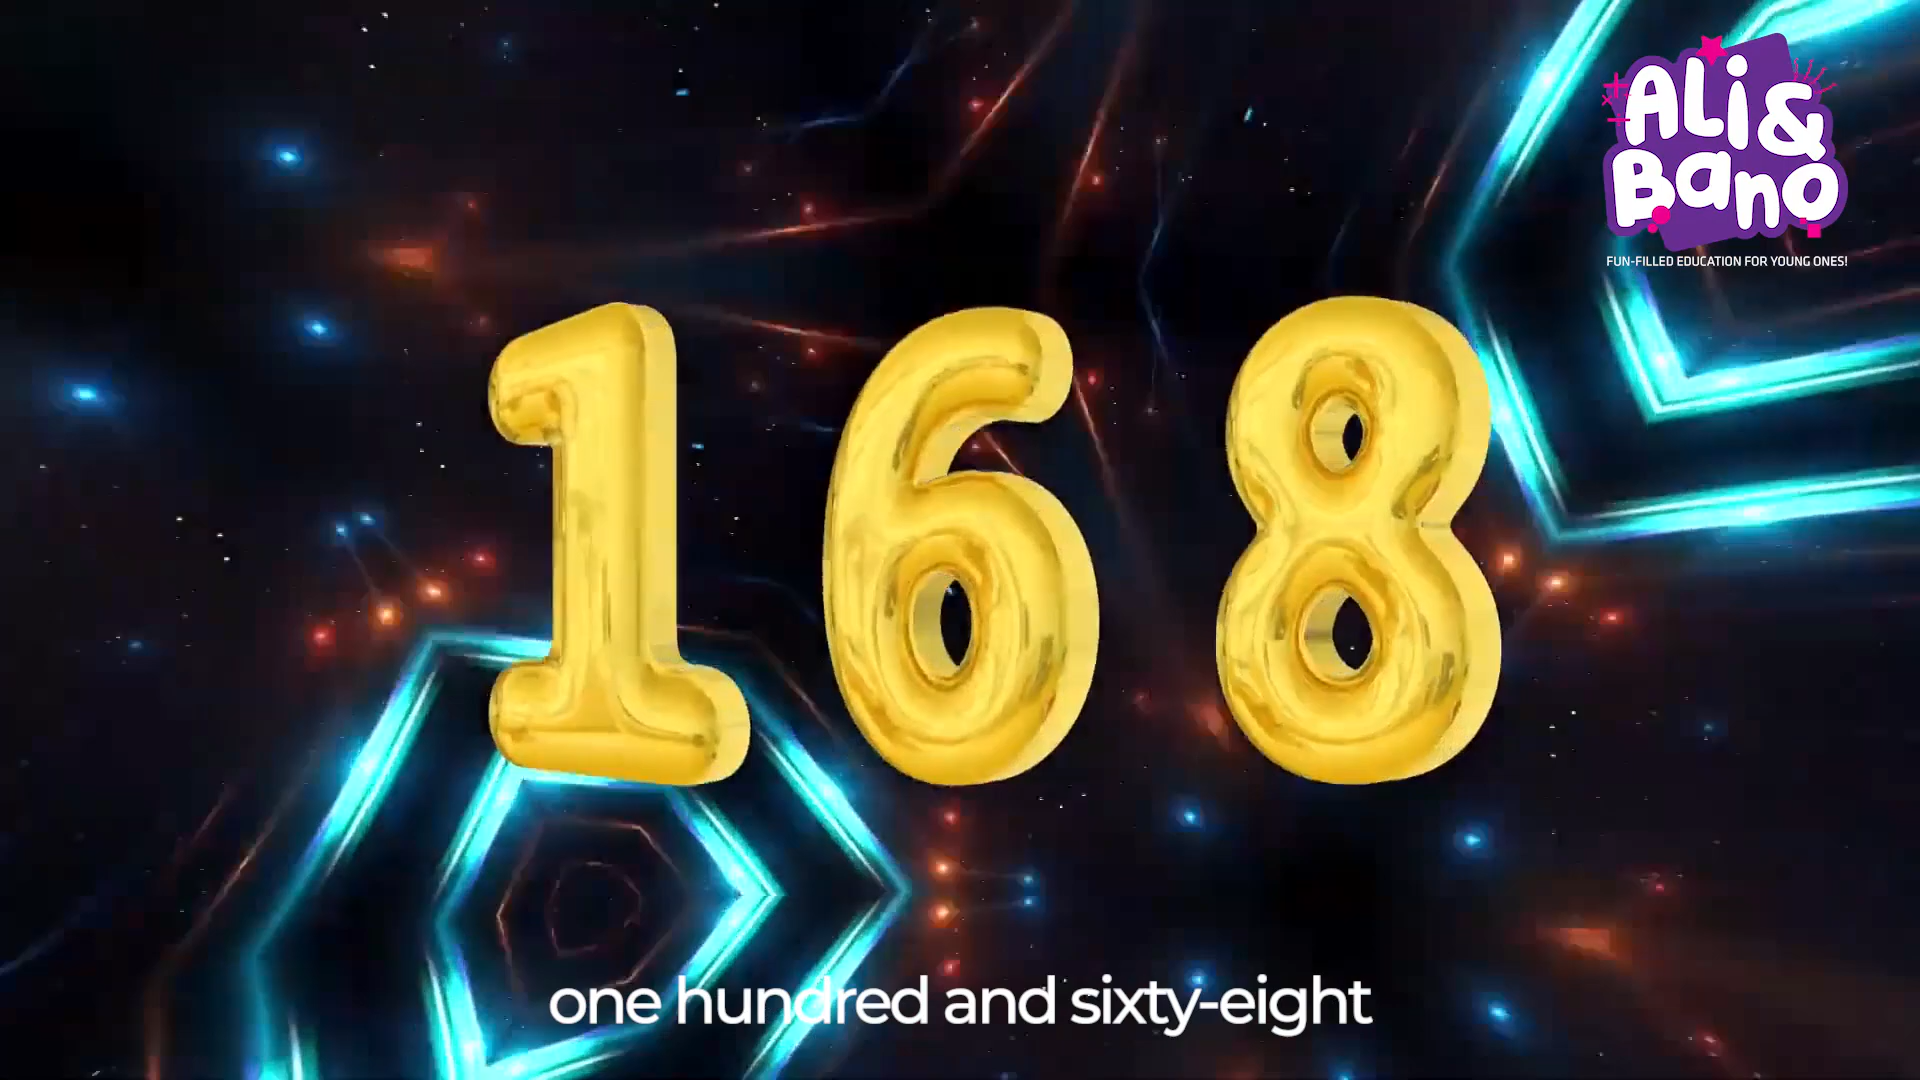 ALi &
Bano
FUN-FILLED EDUCATION FOR YOUNG ONES!
168
one hundred and sixty-eight